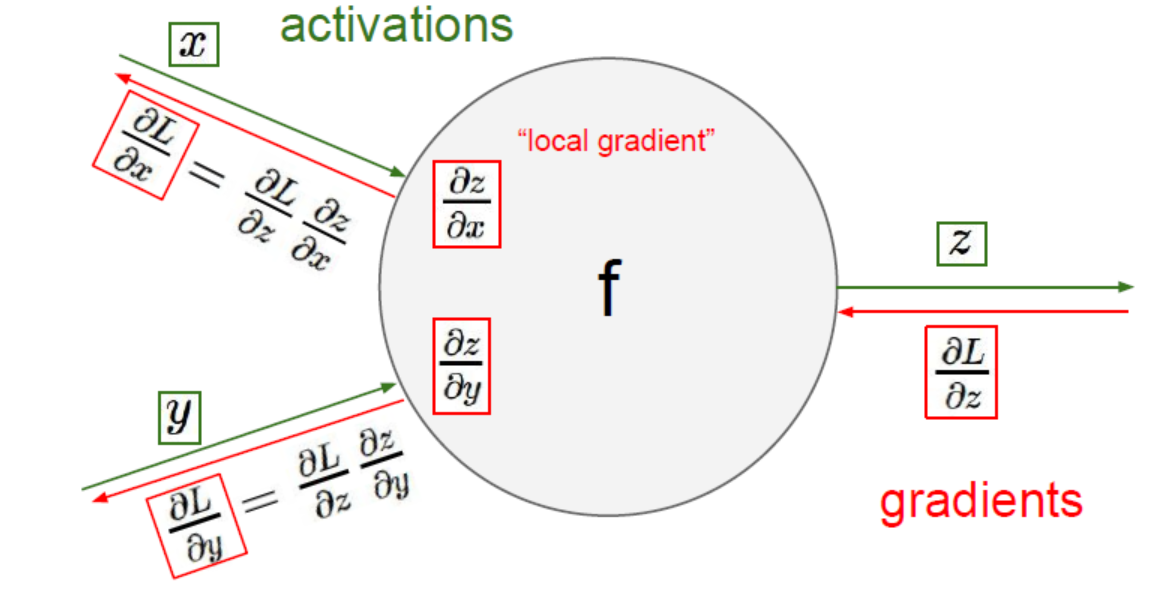 activations
x
∂L/∂x = ∂L/∂z ∂z/∂x
"local gradient"
∂z/∂x
f
z
∂L/∂z
∂z/∂y
y
∂L/∂y = ∂L/∂z ∂z/∂y
gradients